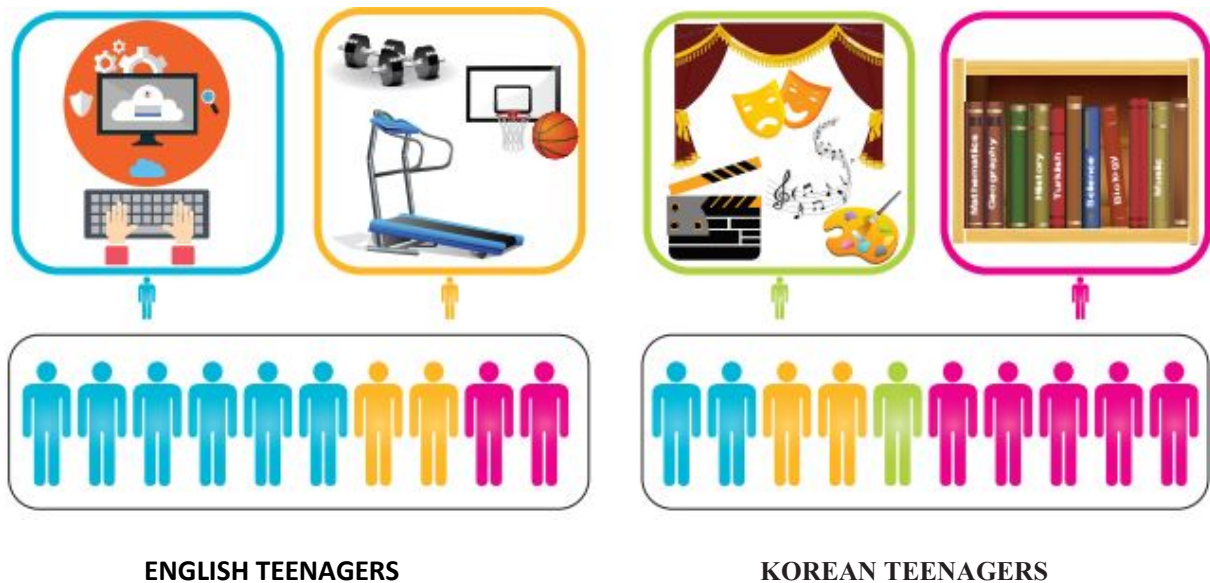 Mathematics
Geography
History
Turkish
Science
Biology
Music
ENGLISH TEENAGERS
KOREAN TEENAGERS